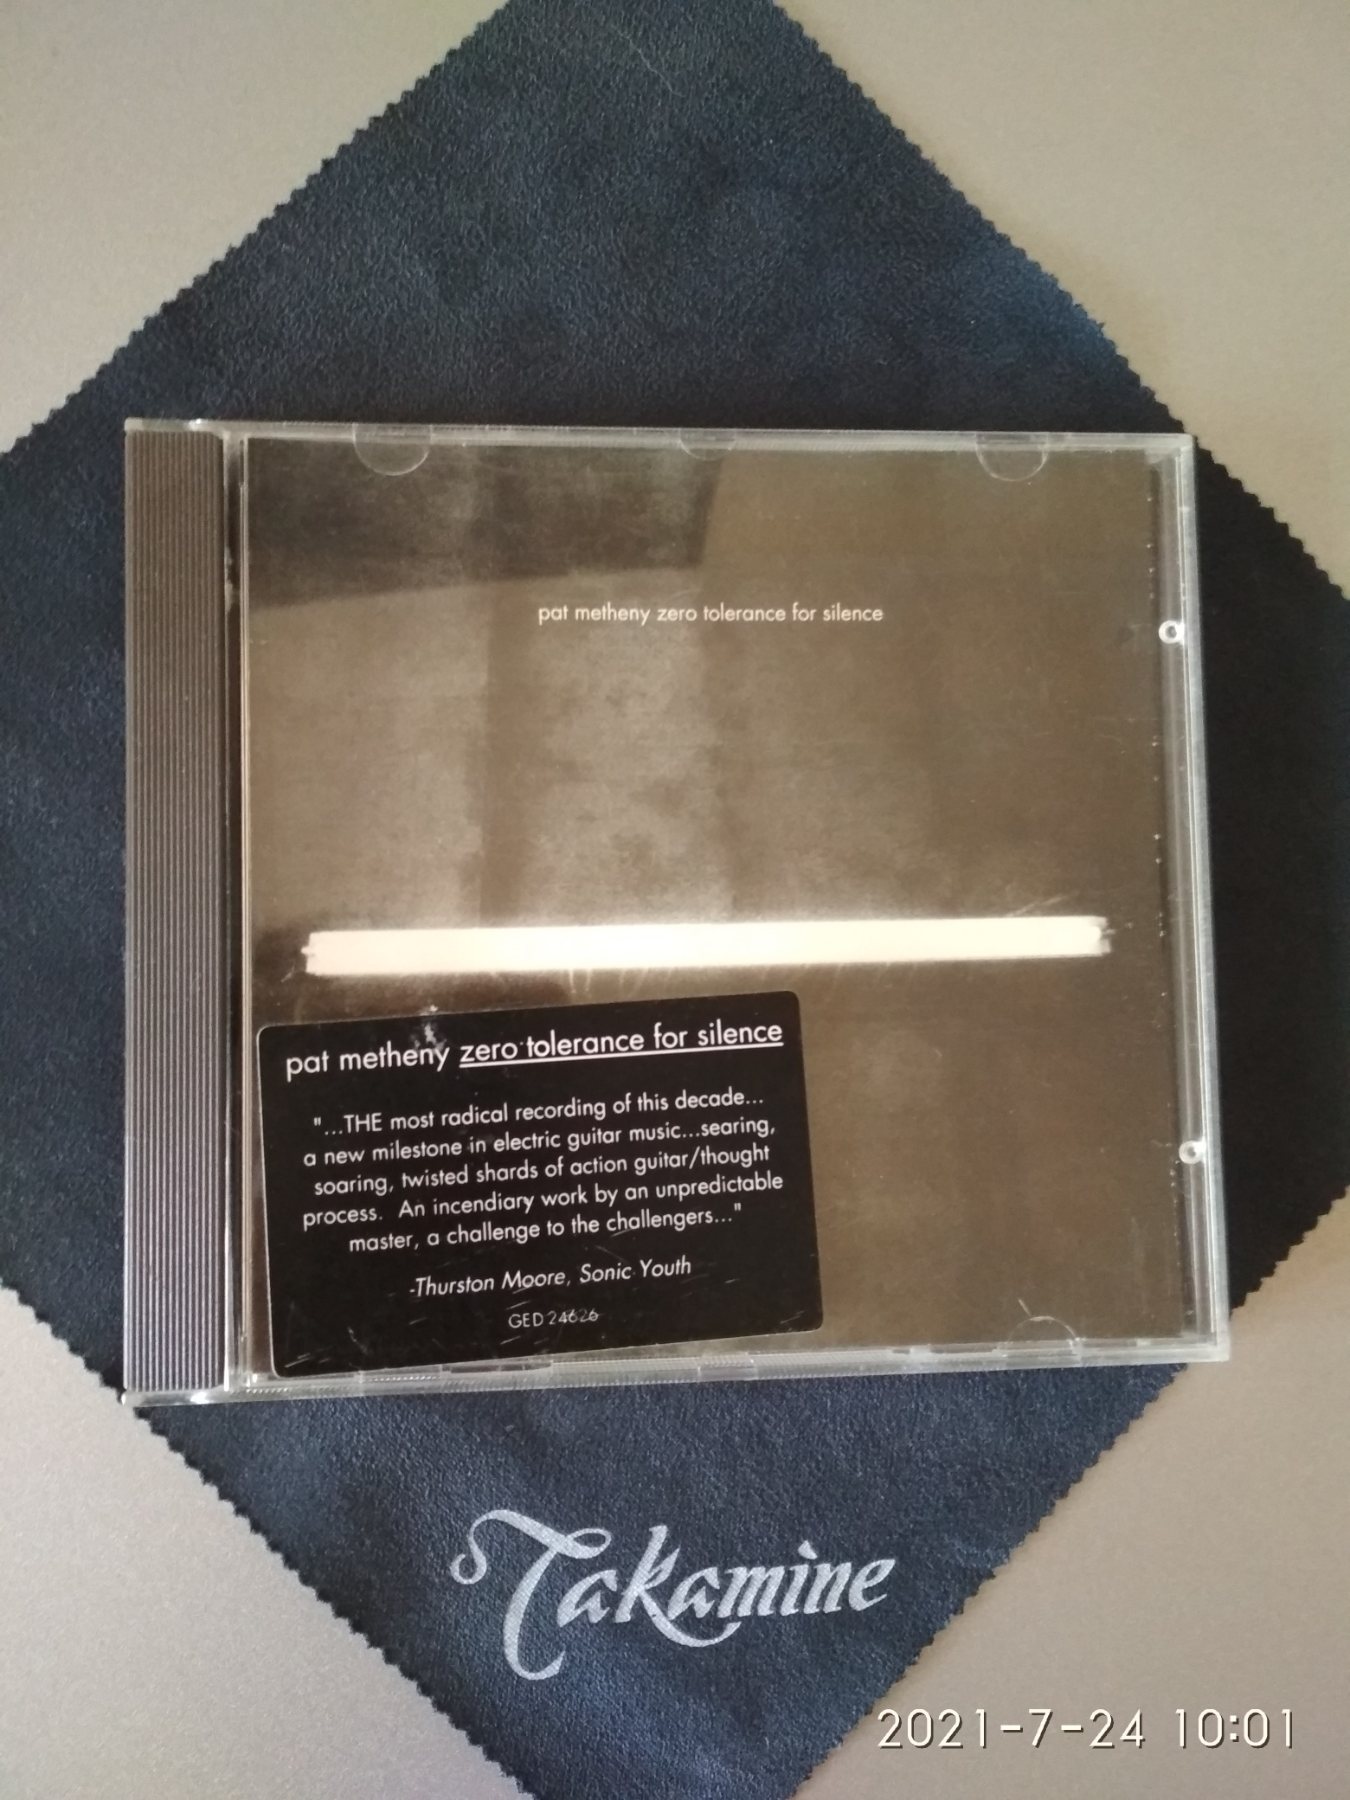 pat metheny zero tolerance for silence
pat metheny zero tolerance for silence
"...THE most radical recording of this decade...
a new milestone in electric guitar music...searing,
soaring, twisted shards of action guitar/thought
process. An incendiary work by an unpredictable
master, a challenge to the challengers..."
-Thurston Moore, Sonic Youth
GED 24626
Takamine
2021-7-24 10:01